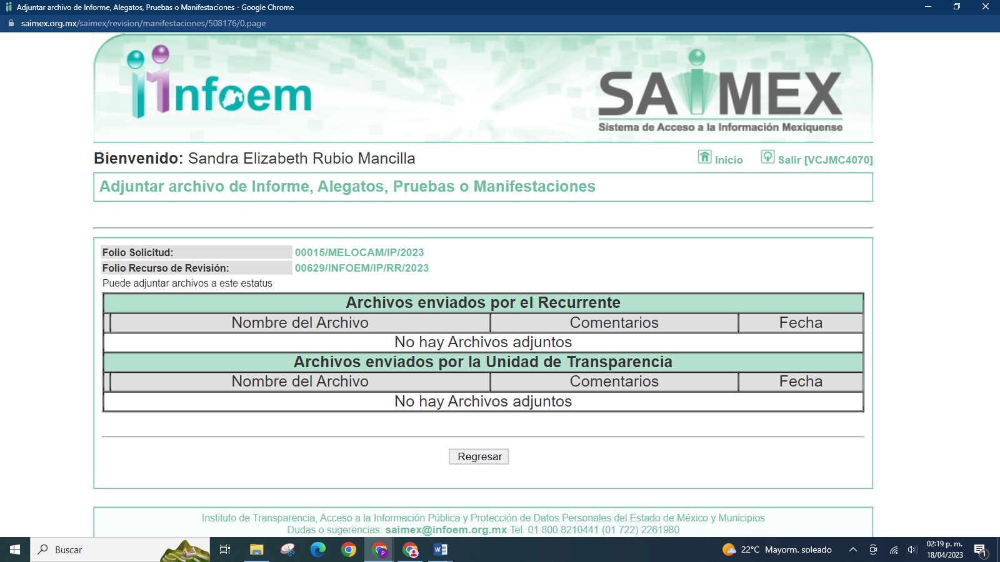 Adjuntar archivo de Informe, Alegatos, Pruebas o Manifestaciones - Google Chrome
saimex.org.mx/saimex/revision/manifestaciones/508176/0.page
infoem
SAIMEX
Sistema de Acceso a la Información Mexiquense
Bienvenido: Sandra Elizabeth Rubio Mancilla
Inicio
Salir [VCJMC4070]
Adjuntar archivo de Informe, Alegatos, Pruebas o Manifestaciones
Folio Solicitud: 00015/MELOCAM/IP/2023
Folio Recurso de Revisión: 00629/INFOEM/IP/RR/2023
Puede adjuntar archivos a este estatus
Archivos enviados por el Recurrente
Nombre del Archivo Comentarios Fecha
No hay Archivos adjuntos
Archivos enviados por la Unidad de Transparencia
Nombre del Archivo Comentarios Fecha
No hay Archivos adjuntos
Regresar
Instituto de Transparencia, Acceso a la Información Pública y Protección de Datos Personales del Estado de México y Municipios
Dudas o sugerencias: saimex@infoem.org.mx Tel. 01 800 8210441 (01 722) 2261980
Buscar
P
W
22°C Mayorm. soleado
02:19 p. m.
18/04/2023
1